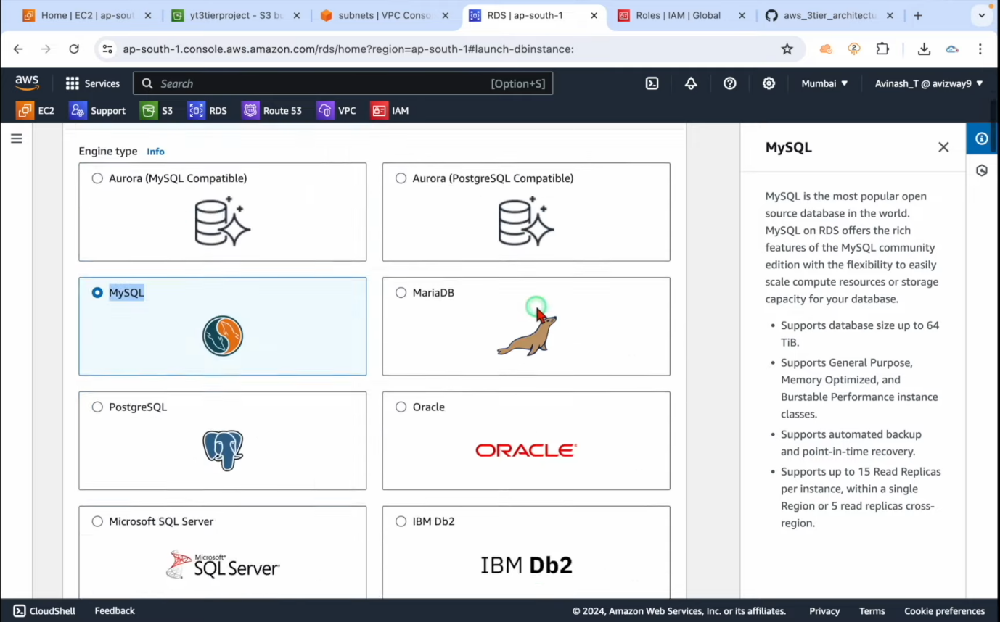 Home | EC2 | ap-sout
yt3tierproject - S3 bu
subnets | VPC Conso
RDS | ap-south-1
Roles | IAM | Global
aws_3tier_architectu
ap-south-1.console.aws.amazon.com/rds/home?region=ap-south-1#launch-dbinstance:
2
aws
Services
Search
[Option+S]
Mumbai
Avinash_T @ avizway9
EC2
Support
S3
RDS
Route 53
VPC
IAM
Engine type Info
Aurora (MySQL Compatible)
Aurora (PostgreSQL Compatible)
MySQL
MariaDB
PostgreSQL
Oracle
ORACLE
Microsoft SQL Server
IBM Db2
Microsoft
SQL Server
IBM Db2
MySQL
MySQL is the most popular open
source database in the world.
MySQL on RDS offers the rich
features of the MySQL community
edition with the flexibility to easily
scale compute resources or storage
capacity for your database.
• Supports database size up to 64
TiB.
• Supports General Purpose,
Memory Optimized, and
Burstable Performance instance
classes.
• Supports automated backup
and point-in-time recovery.
• Supports up to 15 Read Replicas
per instance, within a single
Region or 5 read replicas cross-
region.
CloudShell
Feedback
© 2024, Amazon Web Services, Inc. or its affiliates.
Privacy
Terms
Cookie preferences